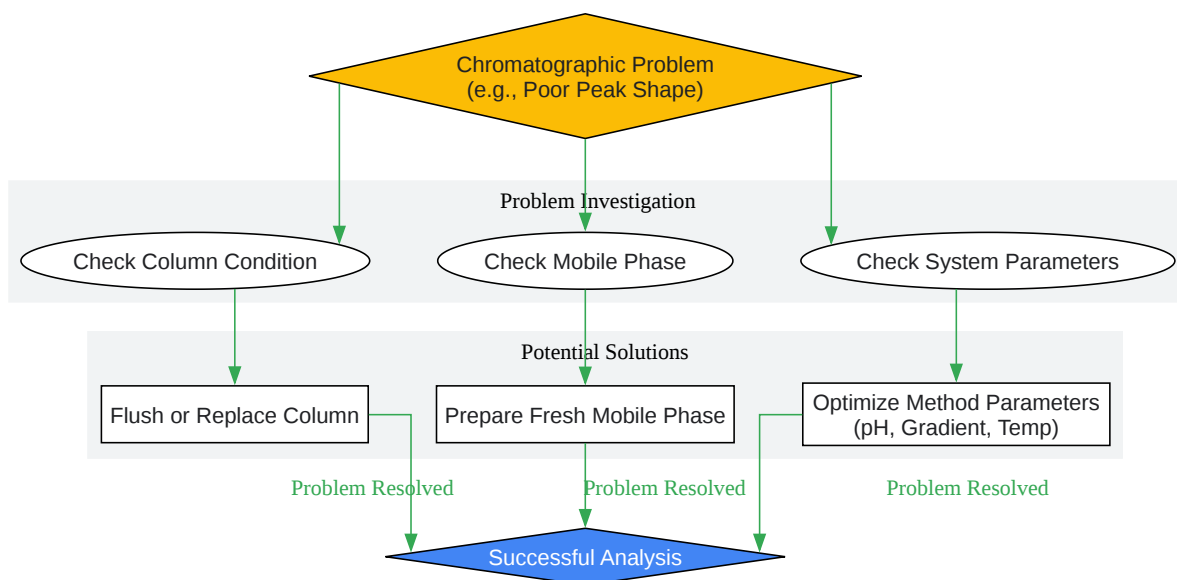 Chromatographic Problem
(e.g., Poor Peak Shape)
Problem Investigation
Check Column Condition
Check Mobile Phase
Check System Parameters
Potential Solutions
Flush or Replace Column
Prepare Fresh Mobile Phase
Optimize Method Parameters
(pH, Gradient, Temp)
Problem Resolved
Problem Resolved
Problem Resolved
Successful Analysis